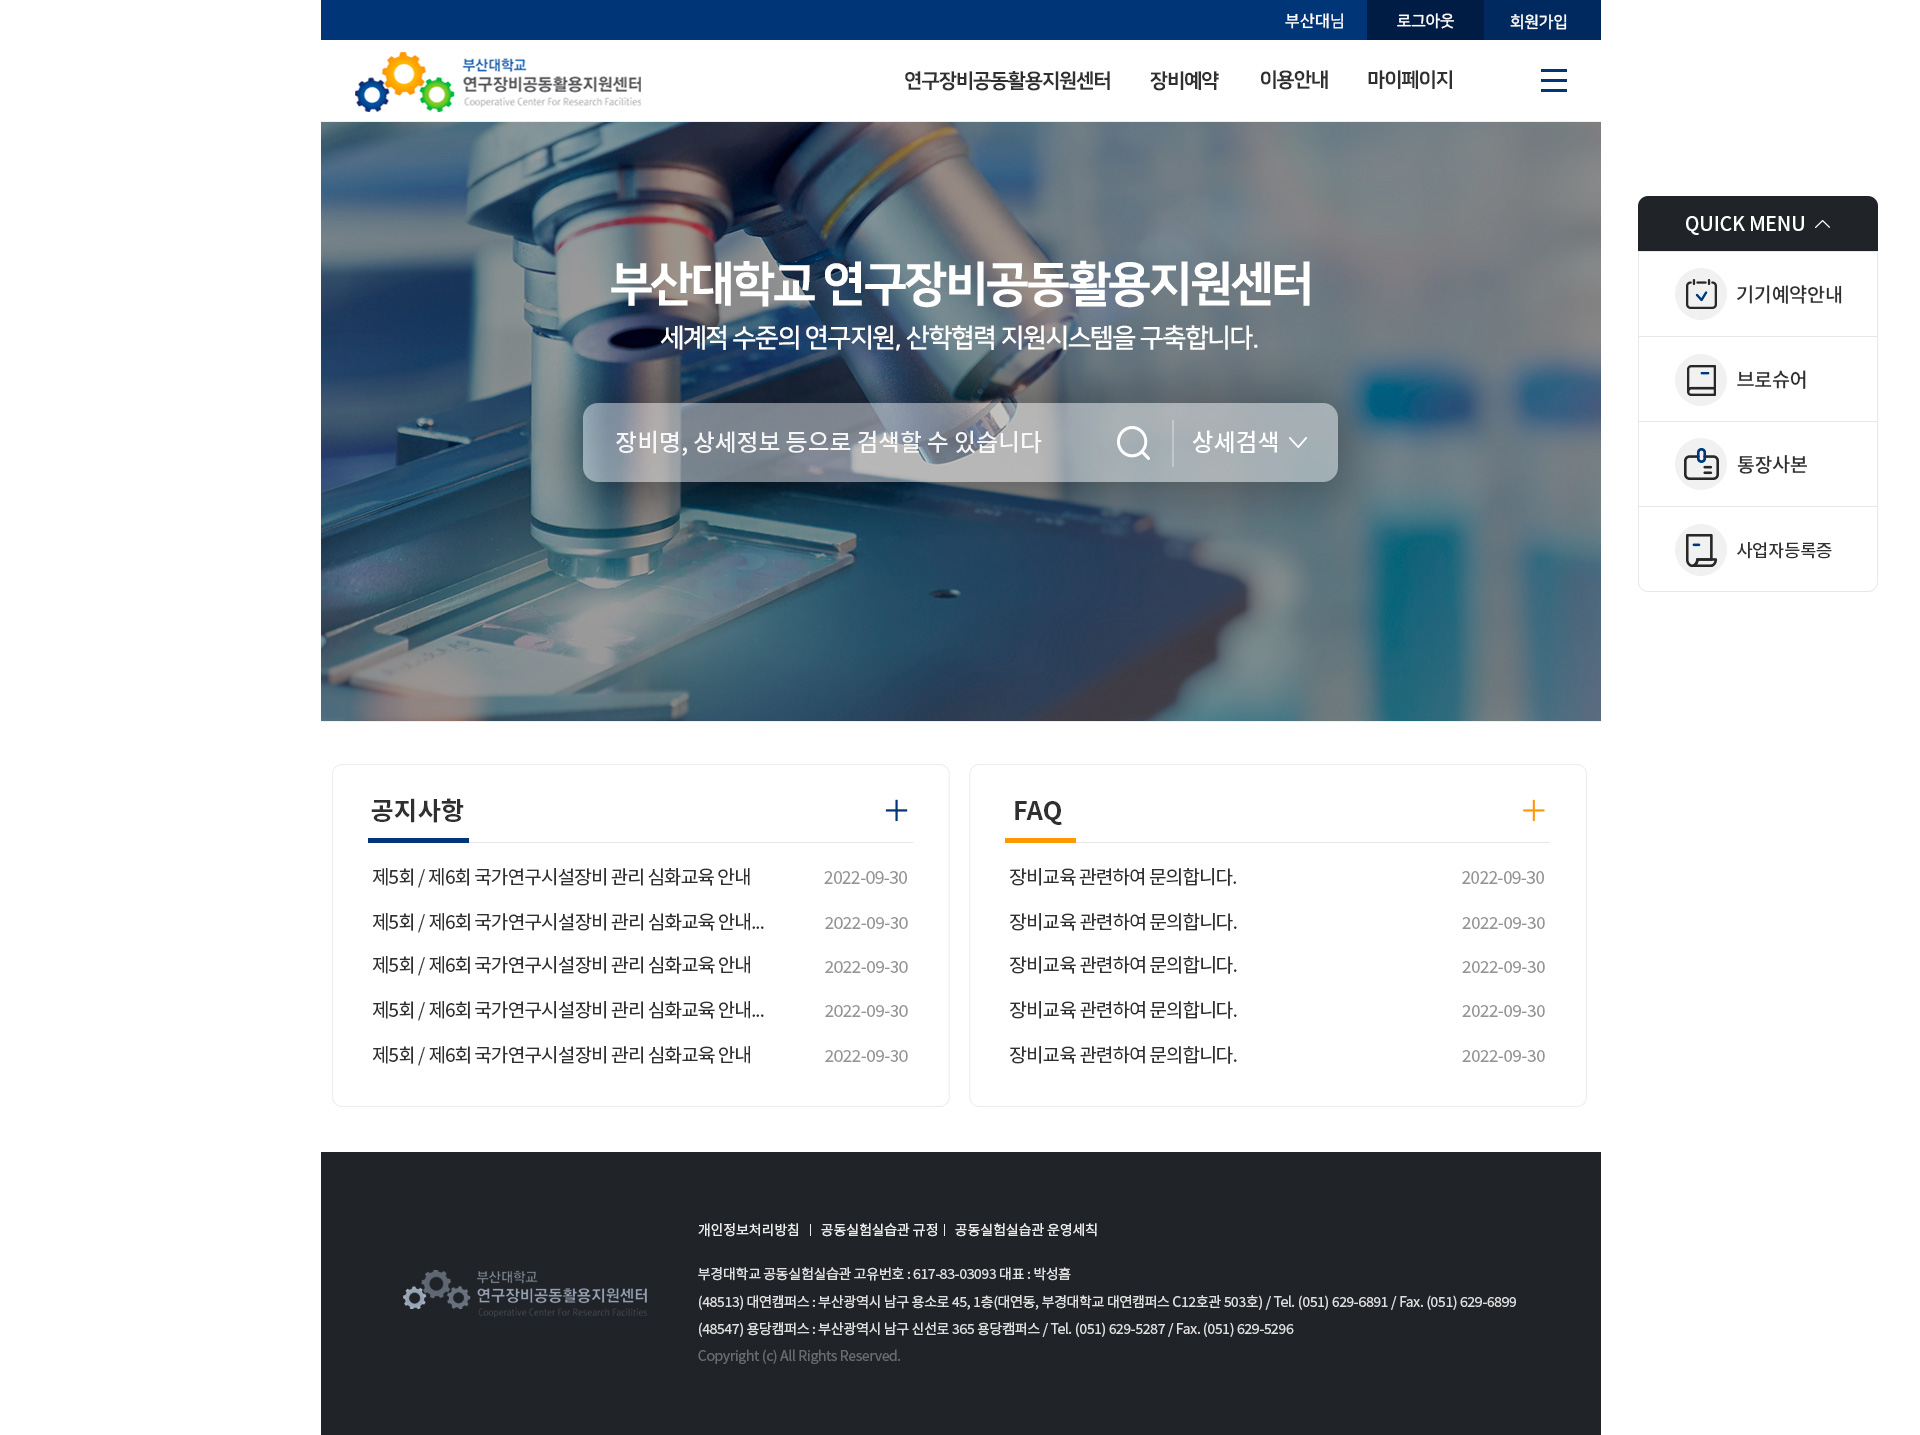 부산대님 로그아웃 회원가입
부산대학교
연구장비공동활용지원센터
Cooperative Center For Research Facilities
연구장비공동활용지원센터 장비예약 이용안내 마이페이지
QUICK MENU
기기예약안내
브로슈어
통장사본
사업자등록증
부산대학교 연구장비공동활용지원센터
세계적 수준의 연구지원, 산학협력 지원시스템을 구축합니다.
장비명, 상세정보 등으로 검색할 수 있습니다 상세검색
공지사항
제5회 / 제6회 국가연구시설장비 관리 심화교육 안내 2022-09-30
제5회 / 제6회 국가연구시설장비 관리 심화교육 안내... 2022-09-30
제5회 / 제6회 국가연구시설장비 관리 심화교육 안내 2022-09-30
제5회 / 제6회 국가연구시설장비 관리 심화교육 안내... 2022-09-30
제5회 / 제6회 국가연구시설장비 관리 심화교육 안내 2022-09-30
FAQ
장비교육 관련하여 문의합니다. 2022-09-30
장비교육 관련하여 문의합니다. 2022-09-30
장비교육 관련하여 문의합니다. 2022-09-30
장비교육 관련하여 문의합니다. 2022-09-30
장비교육 관련하여 문의합니다. 2022-09-30
부산대학교
연구장비공동활용지원센터
Cooperative Center For Research Facilities
개인정보처리방침 | 공동실험실습관 규정 | 공동실험실습관 운영세칙
부경대학교 공동실험실습관 고유번호 : 617-83-03093 대표 : 박성흠
(48513) 대연캠퍼스 : 부산광역시 남구 용소로 45, 1층(대연동, 부경대학교 대연캠퍼스 C12호관 503호) / Tel. (051) 629-6891 / Fax. (051) 629-6899
(48547) 용당캠퍼스 : 부산광역시 남구 신선로 365 용당캠퍼스 / Tel. (051) 629-5287 / Fax. (051) 629-5296
Copyright (c) All Rights Reserved.